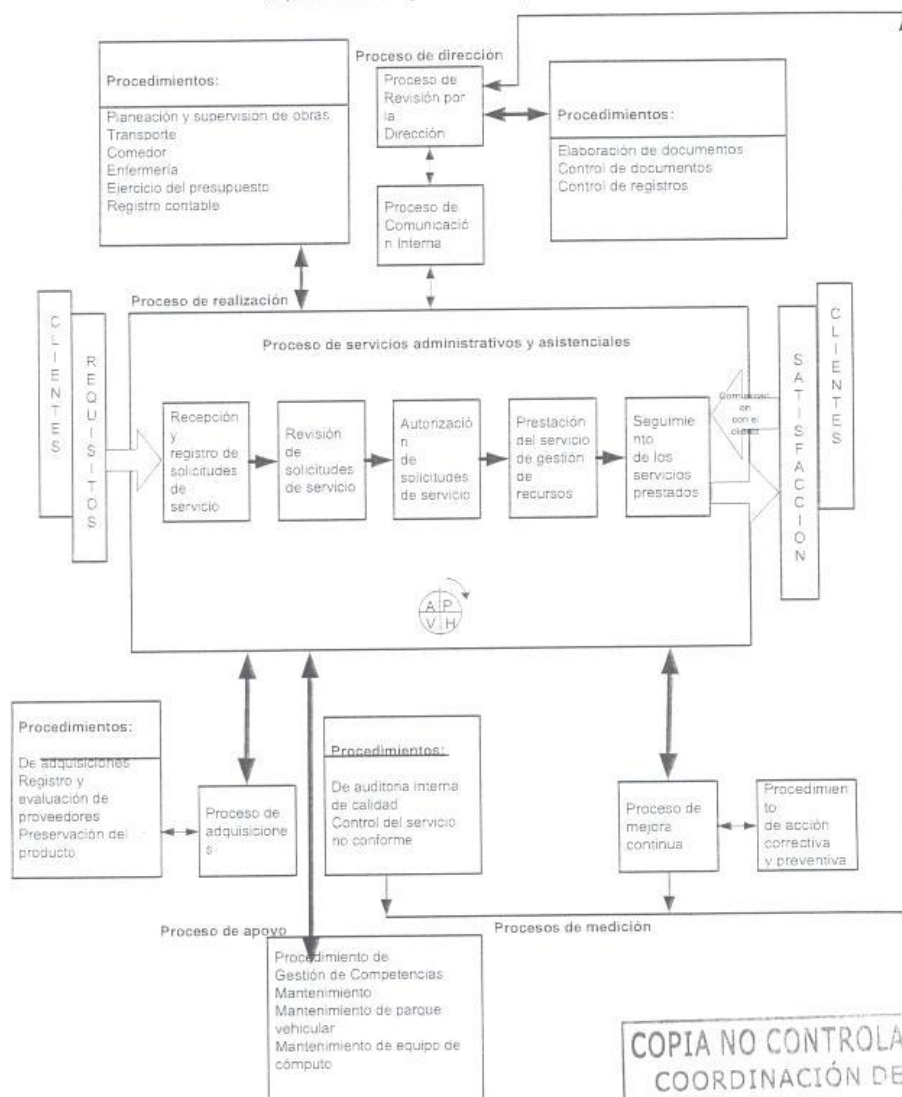 Proceso de dirección
Procedimientos:
Planeación y supervisión de obras
Transporte
Comedor
Enfermería
Ejercicio del presupuesto
Registro contable
Proceso de
Revisión por
la
Dirección
Procedimientos:
Elaboración de documentos
Control de documentos
Control de registros
Proceso de
Comunicació
n Interna
Proceso de realización
CLIENTES
REQUISITOS
Proceso de servicios administrativos y asistenciales
Recepción
y
registro de
solicitudes
de
servicio
Revisión
de
solicitudes
de servicio
Autorizació
n
de
solicitudes
de servicio
Prestación
del servicio
de gestión
de
recursos
Seguimie
nto
de los
servicios
prestados
con el
cliente
SATISFACCION
CLIENTES
A P
V H
Procedimientos:
De adquisiciones
Registro y
evaluación de
proveedores
Preservación del
producto
Proceso de
adquisicione
s
Procedimientos:
De auditoria interna
de calidad
Control del servicio
no conforme
Proceso de
mejora
continua
Procedimie
nto
de acción
correctiva
y preventiva
Proceso de apoyo
Procesos de medición
Procedimiento de
Gestión de Competencias
Mantenimiento
Mantenimiento de parque
vehicular
Mantenimiento de equipo de
cómputo
COPIA NO CONTROLA
COORDINACIÓN DE